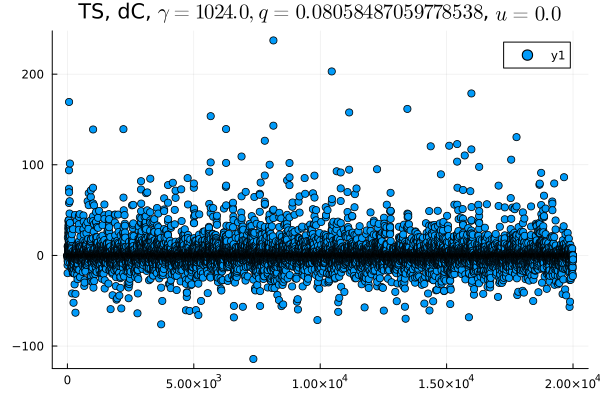 TS, dC, γ = 1024.0, q = 0.08058487059778538, u = 0.0
y1
200
100
0
−100
0 5.00×10³ 1.00×10⁴ 1.50×10⁴ 2.00×10⁴